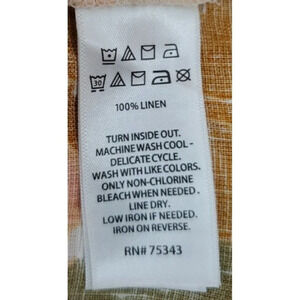 30
100% LINEN
TURN INSIDE OUT.
MACHINE WASH COOL -
DELICATE CYCLE.
WASH WITH LIKE COLORS.
ONLY NON-CHLORINE
BLEACH WHEN NEEDED.
LINE DRY.
LOW IRON IF NEEDED.
IRON ON REVERSE.
RN# 75343